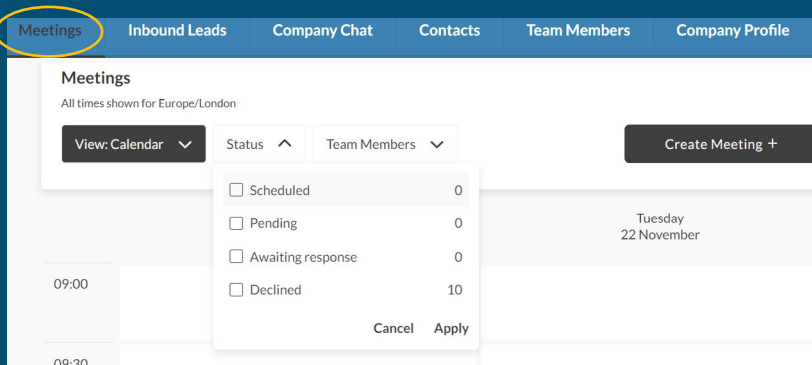 Meetings Inbound Leads Company Chat Contacts Team Members Company Profile
Meetings
All times shown for Europe/London
View: Calendar Status Team Members Create Meeting +
Scheduled 0
Pending 0
Awaiting response 0
Declined 10
Cancel Apply
Tuesday
22 November
09:00
09:30